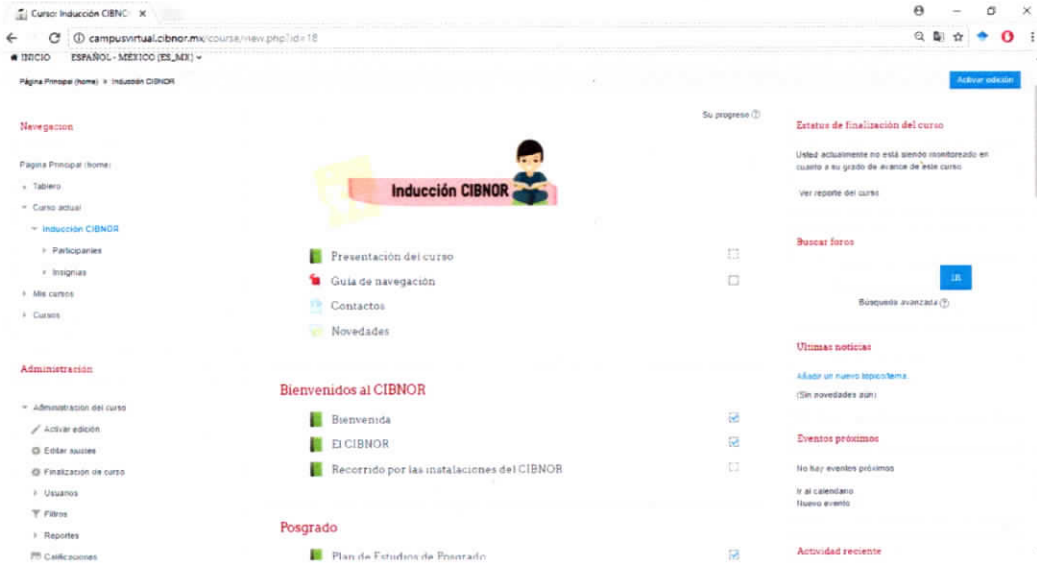 Curso: Inducción CIBNO
campusvirtual.cibnor.mx/course/view.php?id=18
INICIO ESPAÑOL - MÉXICO (ES_MX)
Página Principal (home) > Inducción CIBNOR
Activar edición
Navegacion
Página Principal (home)
Tablero
Curso actual
Inducción CIBNOR
Participantes
Insignias
Mis cursos
Cursos
Administración
Administración del curso
Activar edición
Editar ajustes
Finalización de curso
Usuarios
Filtros
Reportes
Calificaciones
Su progreso
Inducción CIBNOR
Presentación del curso
Guía de navegación
Contactos
Novedades
Bienvenidos al CIBNOR
Bienvenida
El CIBNOR
Recorrido por las instalaciones del CIBNOR
Posgrado
Plan de Estudios de Posgrado
Estatus de finalización del curso
Usted actualmente no está siendo monitoreado en
cuanto a su grado de avance de este curso
Ver reporte del curso
Buscar foros
IR
Búsqueda avanzada
Ultimas noticias
Añadir un nuevo tópico/tema
(Sin novedades aún)
Eventos próximos
No hay eventos próximos
Ir al calendario
Nuevo evento
Actividad reciente